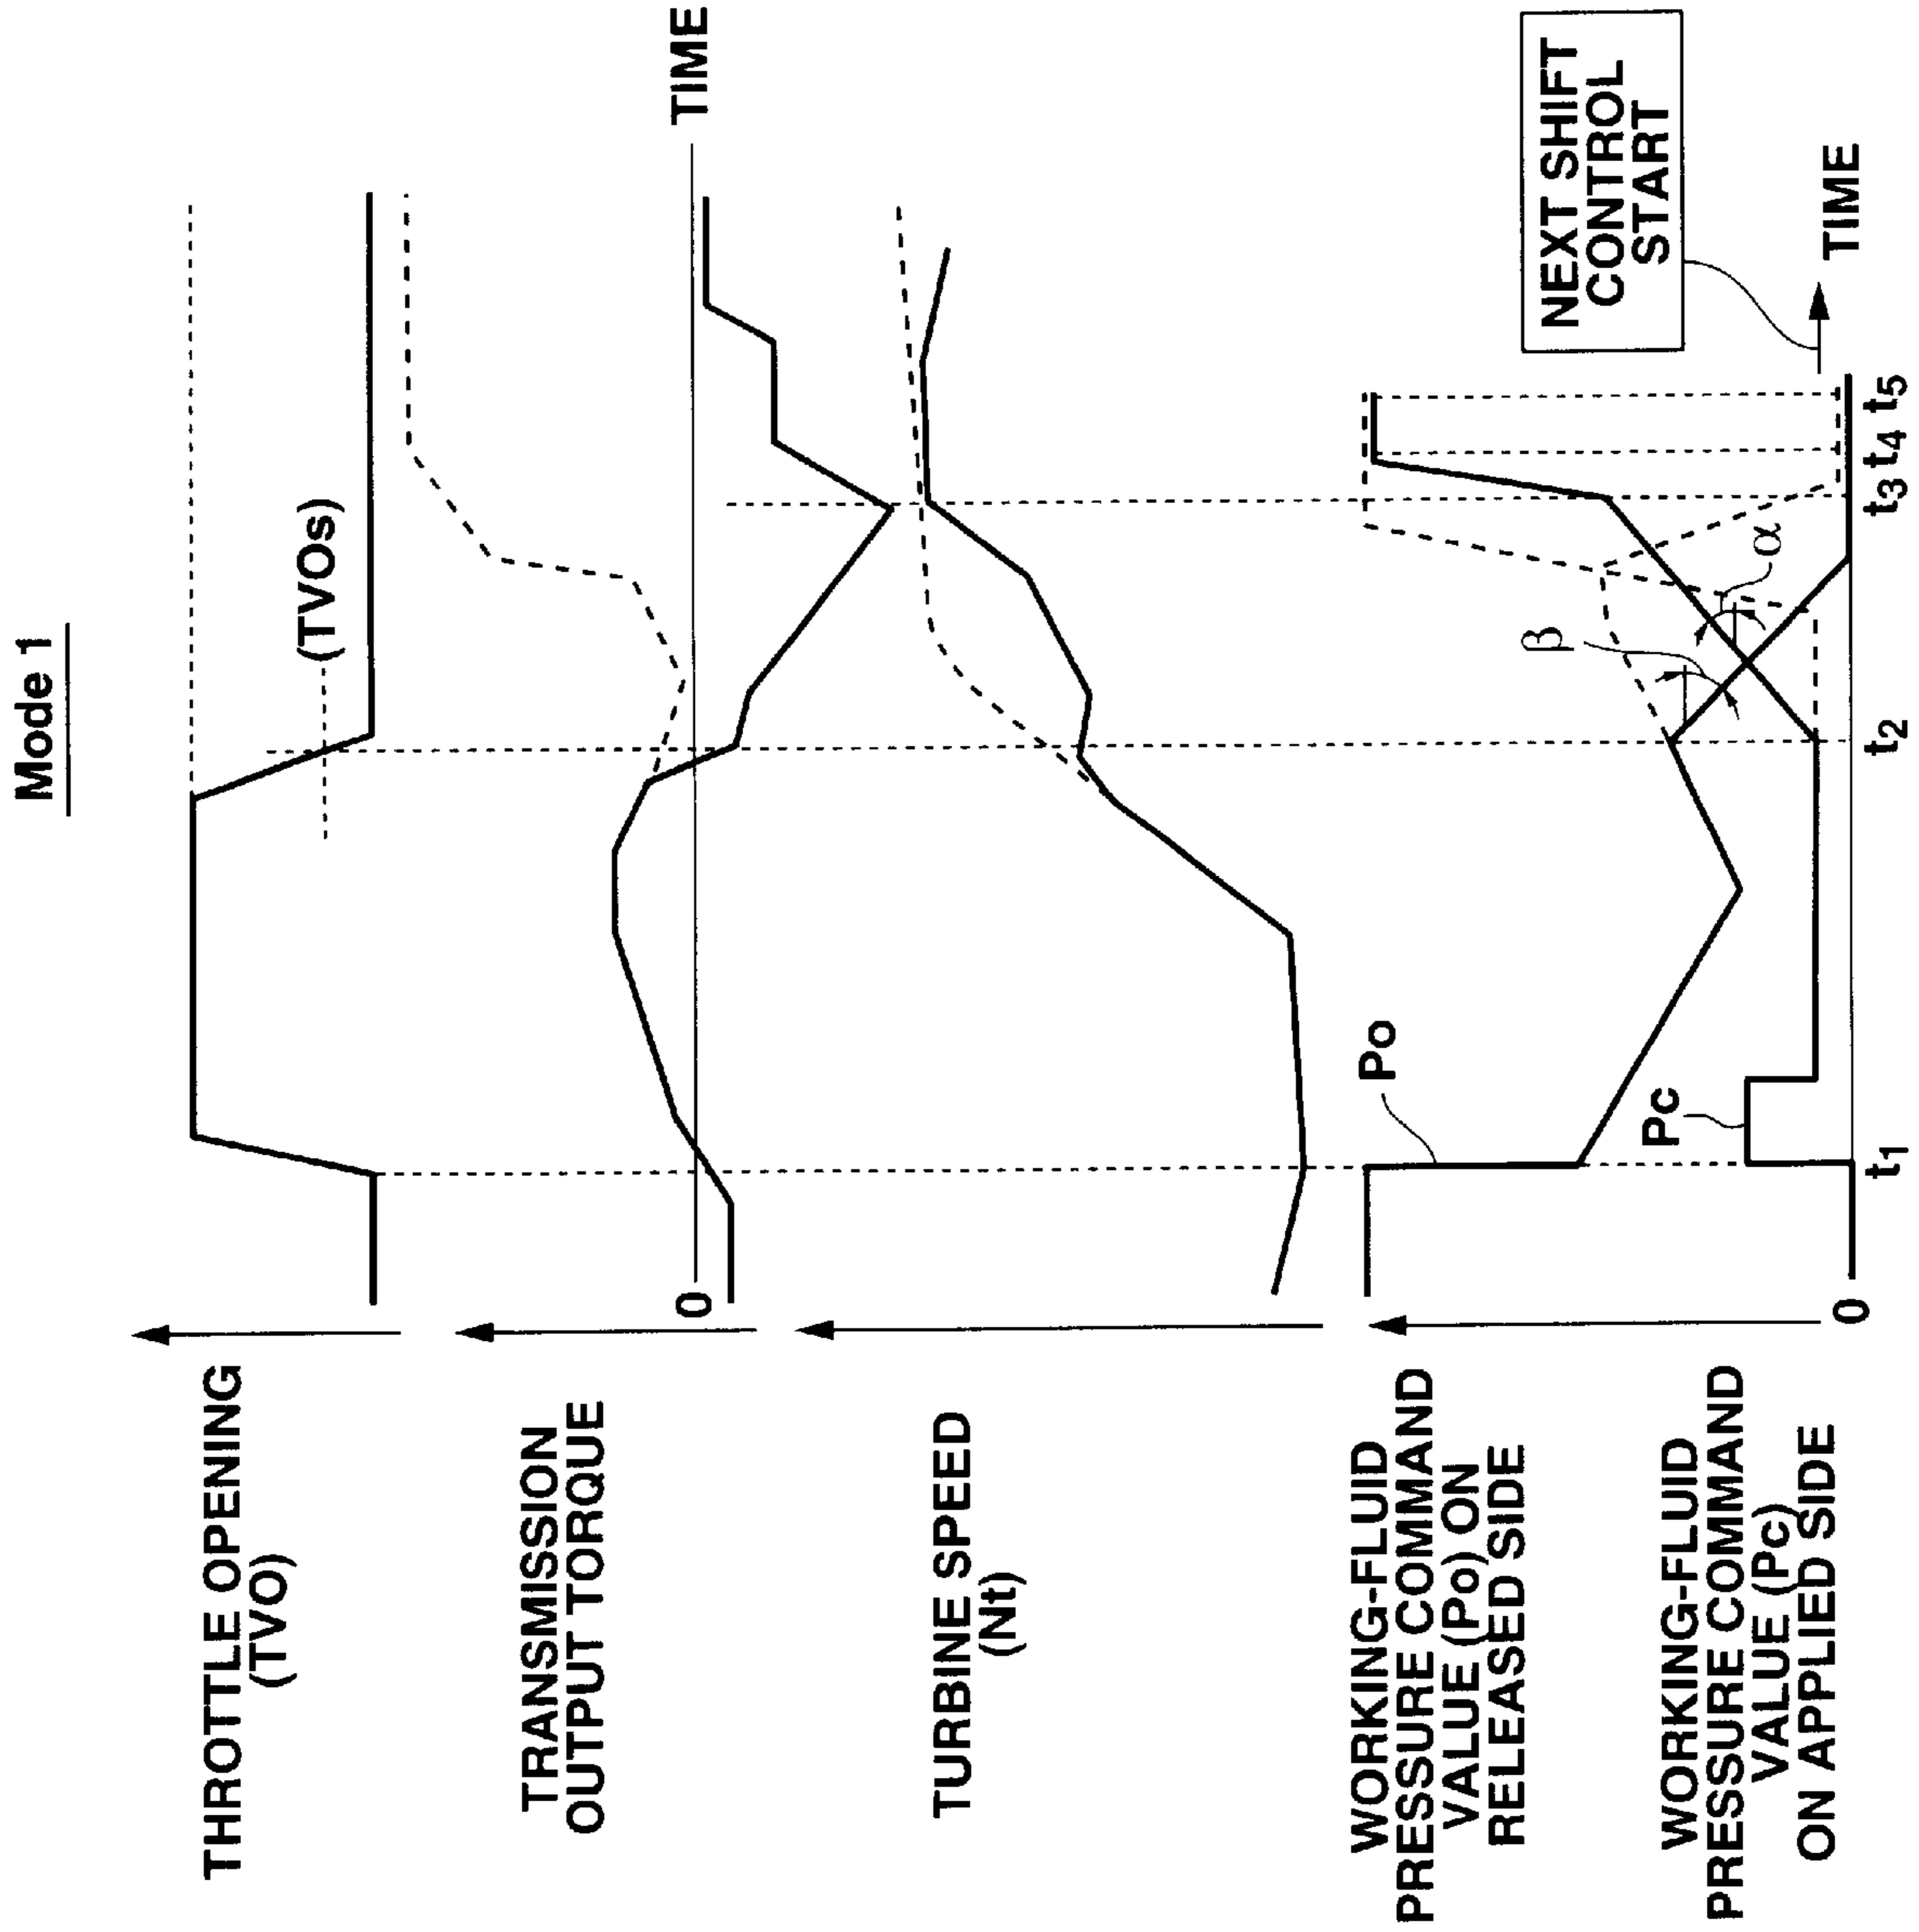 Mode 1
THROTTLE OPENING
(TVO)
(TVOs)
TRANSMISSION
OUTPUT TORQUE
0
TIME
TURBINE SPEED
(Nt)
WORKING-FLUID
PRESSURE COMMAND
VALUE (Po) ON
RELEASED SIDE
Po
β
α
NEXT SHIFT
CONTROL
START
WORKING-FLUID
PRESSURE COMMAND
VALUE (Pc)
ON APPLIED SIDE
Pc
0
TIME
t1 t2 t3 t4 t5